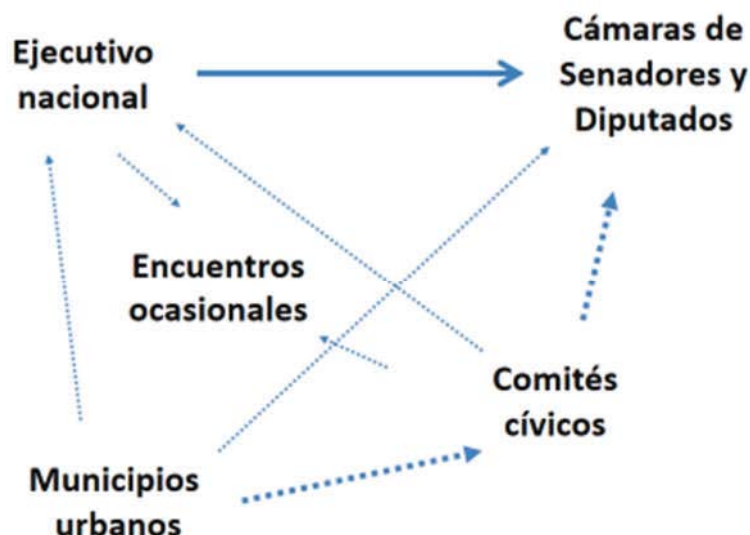 Ejecutivo
nacional
Cámaras de
Senadores y
Diputados
Encuentros
ocasionales
Comités
cívicos
Municipios
urbanos